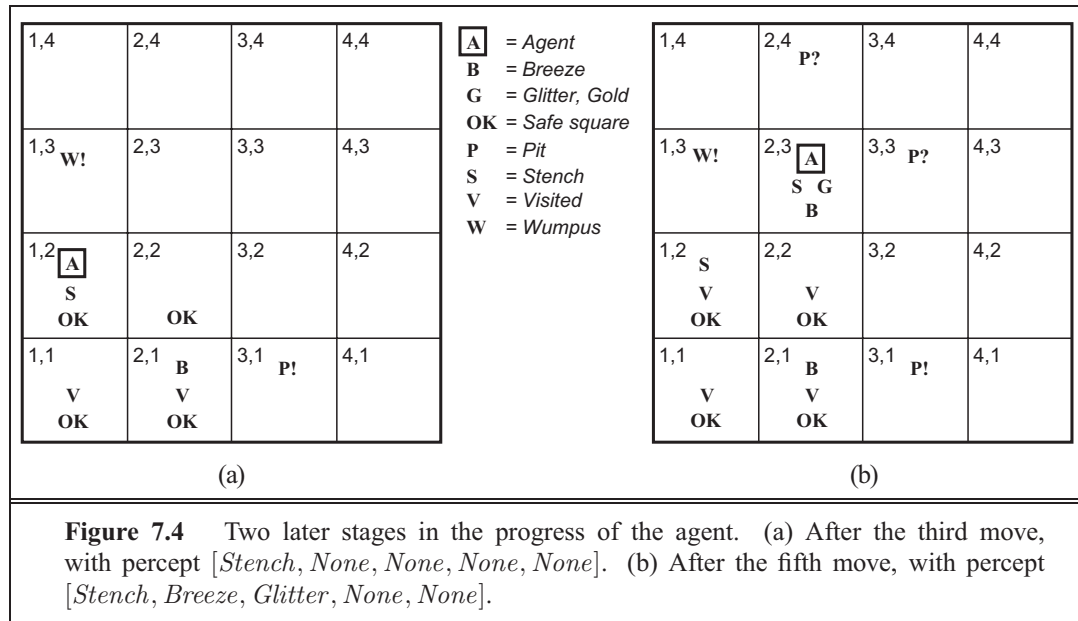 1,4 2,4 3,4 4,4
1,3 W! 2,3 3,3 4,3
1,2 A 2,2 3,2 4,2
S
OK OK
1,1 2,1 B 3,1 P! 4,1
V V
OK OK
(a)
A = Agent
B = Breeze
G = Glitter, Gold
OK = Safe square
P = Pit
S = Stench
V = Visited
W = Wumpus
1,4 2,4 P? 3,4 4,4
1,3 W! 2,3 A 3,3 P? 4,3
S G
B
1,2 S 2,2 3,2 4,2
V V
OK OK
1,1 2,1 B 3,1 P! 4,1
V V
OK OK
(b)
Figure 7.4 Two later stages in the progress of the agent. (a) After the third move,
with percept [Stench, None, None, None, None]. (b) After the fifth move, with percept
[Stench, Breeze, Glitter, None, None].